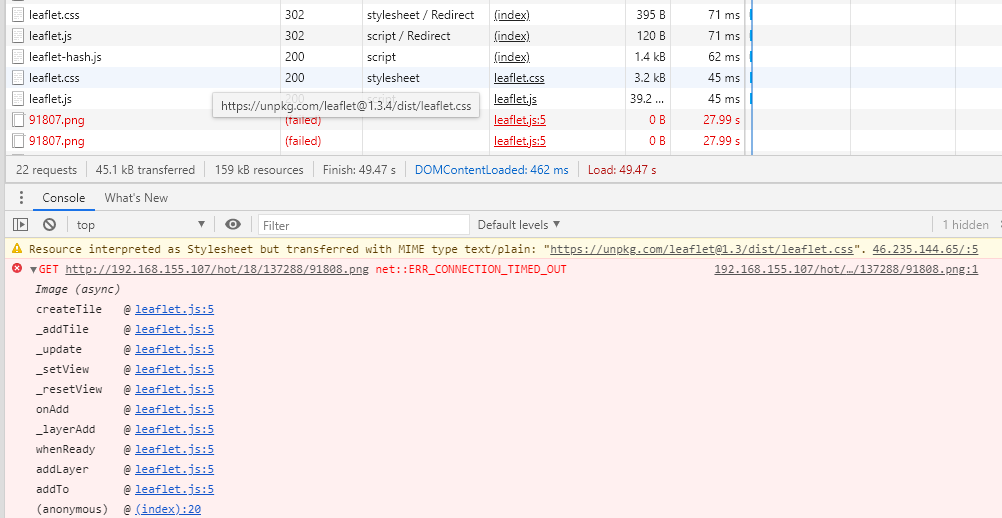 leaflet.css 302 stylesheet / Redirect (index) 395 B 71 ms
leaflet.js 302 script / Redirect (index) 120 B 71 ms
leaflet-hash.js 200 script (index) 1.4 kB 62 ms
leaflet.css 200 stylesheet leaflet.css 3.2 kB 45 ms
leaflet.js 200 script leaflet.js 39.2 ... 45 ms
https://unpkg.com/leaflet@1.3.4/dist/leaflet.css
91807.png (failed) leaflet.js:5 0 B 27.99 s
91807.png (failed) leaflet.js:5 0 B 27.99 s
22 requests 45.1 kB transferred 159 kB resources Finish: 49.47 s DOMContentLoaded: 462 ms Load: 49.47 s
Console What's New
top Filter Default levels 1 hidden
Resource interpreted as Stylesheet but transferred with MIME type text/plain: "https://unpkg.com/leaflet@1.3/dist/leaflet.css". 46.235.144.65/:5
GET http://192.168.155.107/hot/18/137288/91808.png net::ERR_CONNECTION_TIMED_OUT 192.168.155.107/hot/…/137288/91808.png:1
Image (async)
createTile @ leaflet.js:5
_addTile @ leaflet.js:5
_update @ leaflet.js:5
_setView @ leaflet.js:5
_resetView @ leaflet.js:5
onAdd @ leaflet.js:5
_layerAdd @ leaflet.js:5
whenReady @ leaflet.js:5
addLayer @ leaflet.js:5
addTo @ leaflet.js:5
(anonymous) @ (index):20